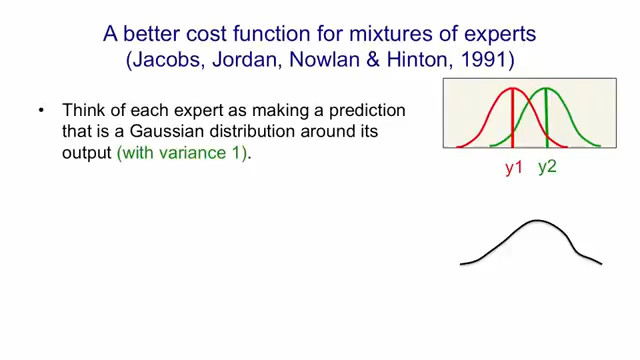 A better cost function for mixtures of experts
(Jacobs, Jordan, Nowlan & Hinton, 1991)
• Think of each expert as making a prediction
that is a Gaussian distribution around its
output (with variance 1).
y1 y2